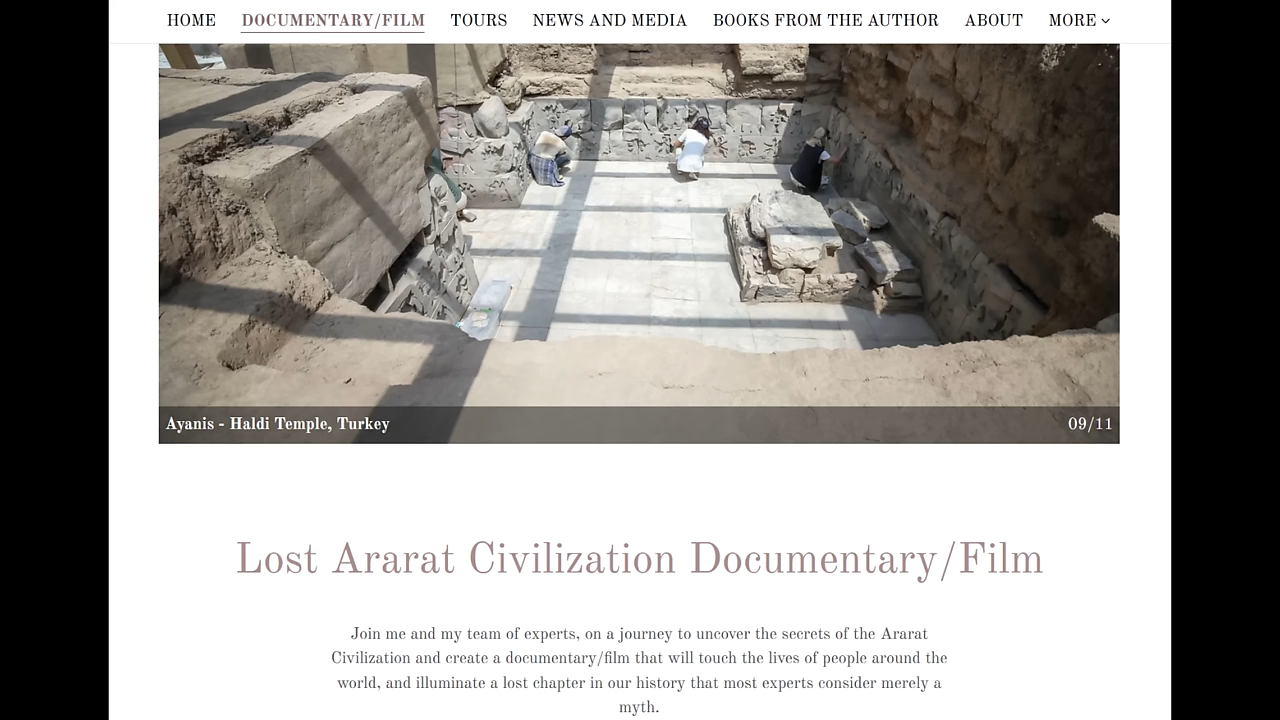 HOME DOCUMENTARY/FILM TOURS NEWS AND MEDIA BOOKS FROM THE AUTHOR ABOUT MORE
Ayanis - Haldi Temple, Turkey 09/11
Lost Ararat Civilization Documentary/Film
Join me and my team of experts, on a journey to uncover the secrets of the Ararat
Civilization and create a documentary/film that will touch the lives of people around the
world, and illuminate a lost chapter in our history that most experts consider merely a
myth.